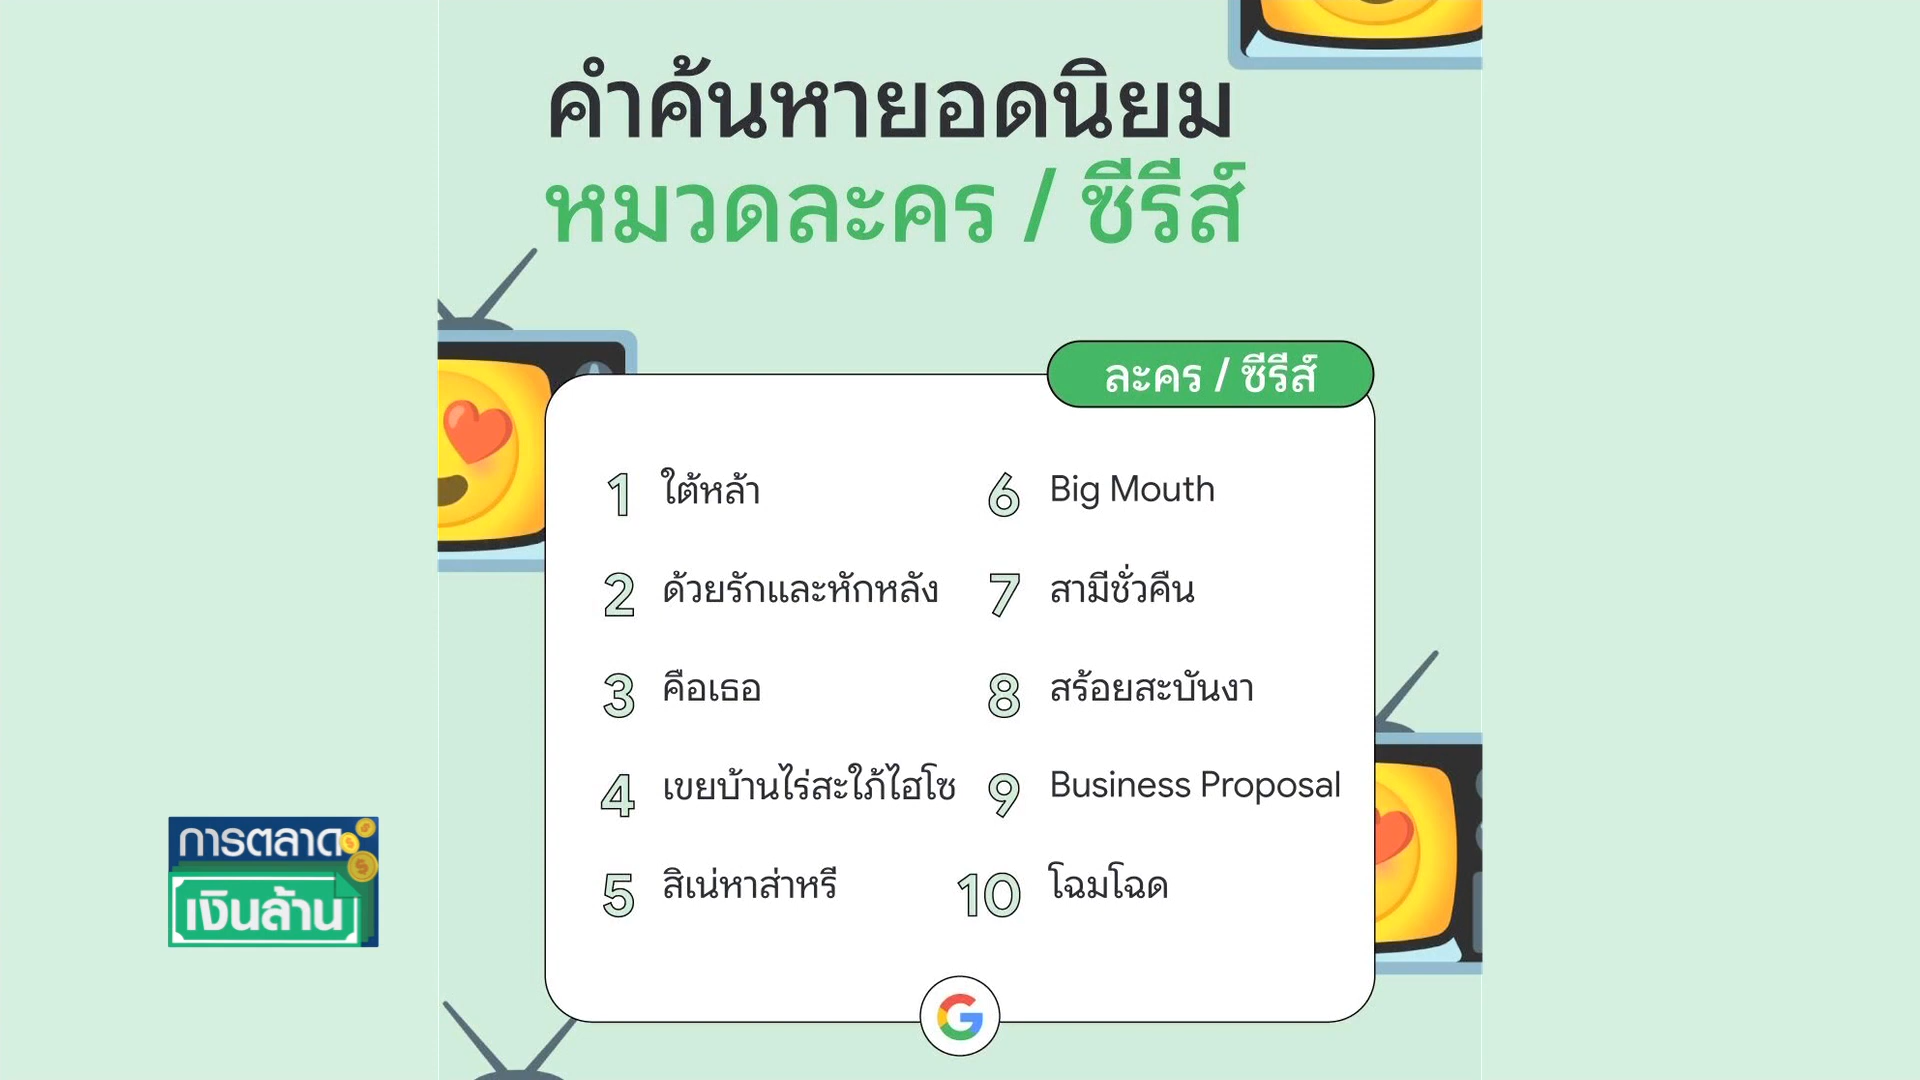 คำค้นหายอดนิยม
หมวดละคร / ซีรีส์
ละคร / ซีรีส์
1 ใต้หล้า
2 ด้วยรักและหักหลัง
3 คือเธอ
4 เขยบ้านไร่สะใภ้ไฮโซ
5 สิเน่หาส่าหรี
6 Big Mouth
7 สามีชั่วคืน
8 สร้อยสะบันงา
9 Business Proposal
10 โฉมโฉด
การตลาด
เงินล้าน
G